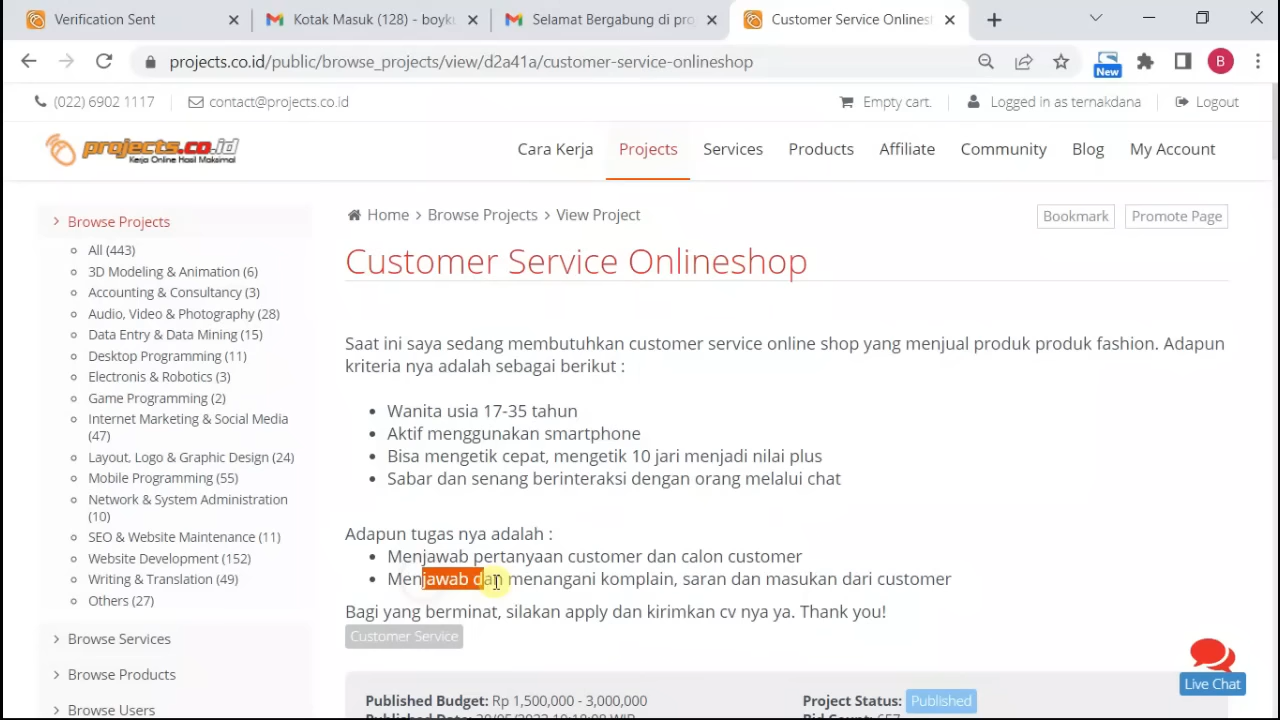 Verification Sent
Kotak Masuk (128) - boyku
Selamat Bergabung di proj
Customer Service Onlinesh
projects.co.id/public/browse_projects/view/d2a41a/customer-service-onlineshop
New
B
(022) 6902 1117
contact@projects.co.id
Empty cart.
Logged in as ternakdana
Logout
projects.co.id
Kerja Online Hasil Maksimal
Cara Kerja
Projects
Services
Products
Affiliate
Community
Blog
My Account
Browse Projects
All (443)
3D Modeling & Animation (6)
Accounting & Consultancy (3)
Audio, Video & Photography (28)
Data Entry & Data Mining (15)
Desktop Programming (11)
Electronis & Robotics (3)
Game Programming (2)
Internet Marketing & Social Media
(47)
Layout, Logo & Graphic Design (24)
Mobile Programming (55)
Network & System Administration
(10)
SEO & Website Maintenance (11)
Website Development (152)
Writing & Translation (49)
Others (27)
Browse Services
Browse Products
Browse Users
Home > Browse Projects > View Project
Bookmark
Promote Page
Customer Service Onlineshop
Saat ini saya sedang membutuhkan customer service online shop yang menjual produk produk fashion. Adapun
kriteria nya adalah sebagai berikut :
Wanita usia 17-35 tahun
Aktif menggunakan smartphone
Bisa mengetik cepat, mengetik 10 jari menjadi nilai plus
Sabar dan senang berinteraksi dengan orang melalui chat
Adapun tugas nya adalah :
Menjawab pertanyaan customer dan calon customer
Menjawab dan menangani komplain, saran dan masukan dari customer
Bagi yang berminat, silakan apply dan kirimkan cv nya ya. Thank you!
Customer Service
Published Budget: Rp 1,500,000 - 3,000,000
Project Status: Published
Live Chat